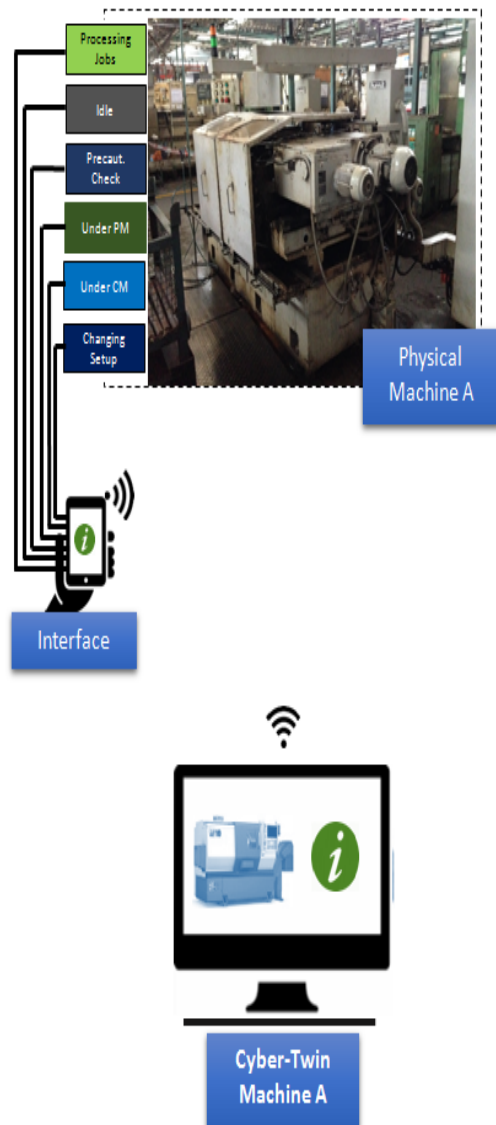 Processing
Jobs
Idle
Precaut.
Check
Under PM
Under CM
Changing
Setup
Physical
Machine A
i
Interface
i
Cyber-Twin
Machine A